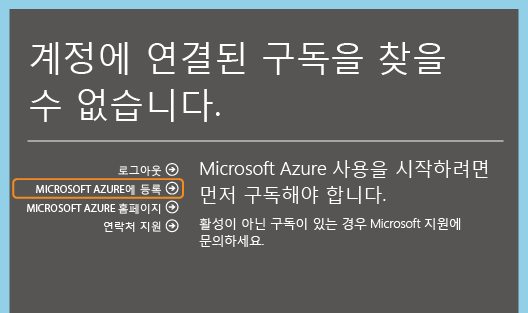 계정에 연결된 구독을 찾을
수 없습니다.
로그아웃
MICROSOFT AZURE에 등록
MICROSOFT AZURE 홈페이지
연락처 지원
Microsoft Azure 사용을 시작하려면
먼저 구독해야 합니다.
활성이 아닌 구독이 있는 경우 Microsoft 지원에
문의하세요.